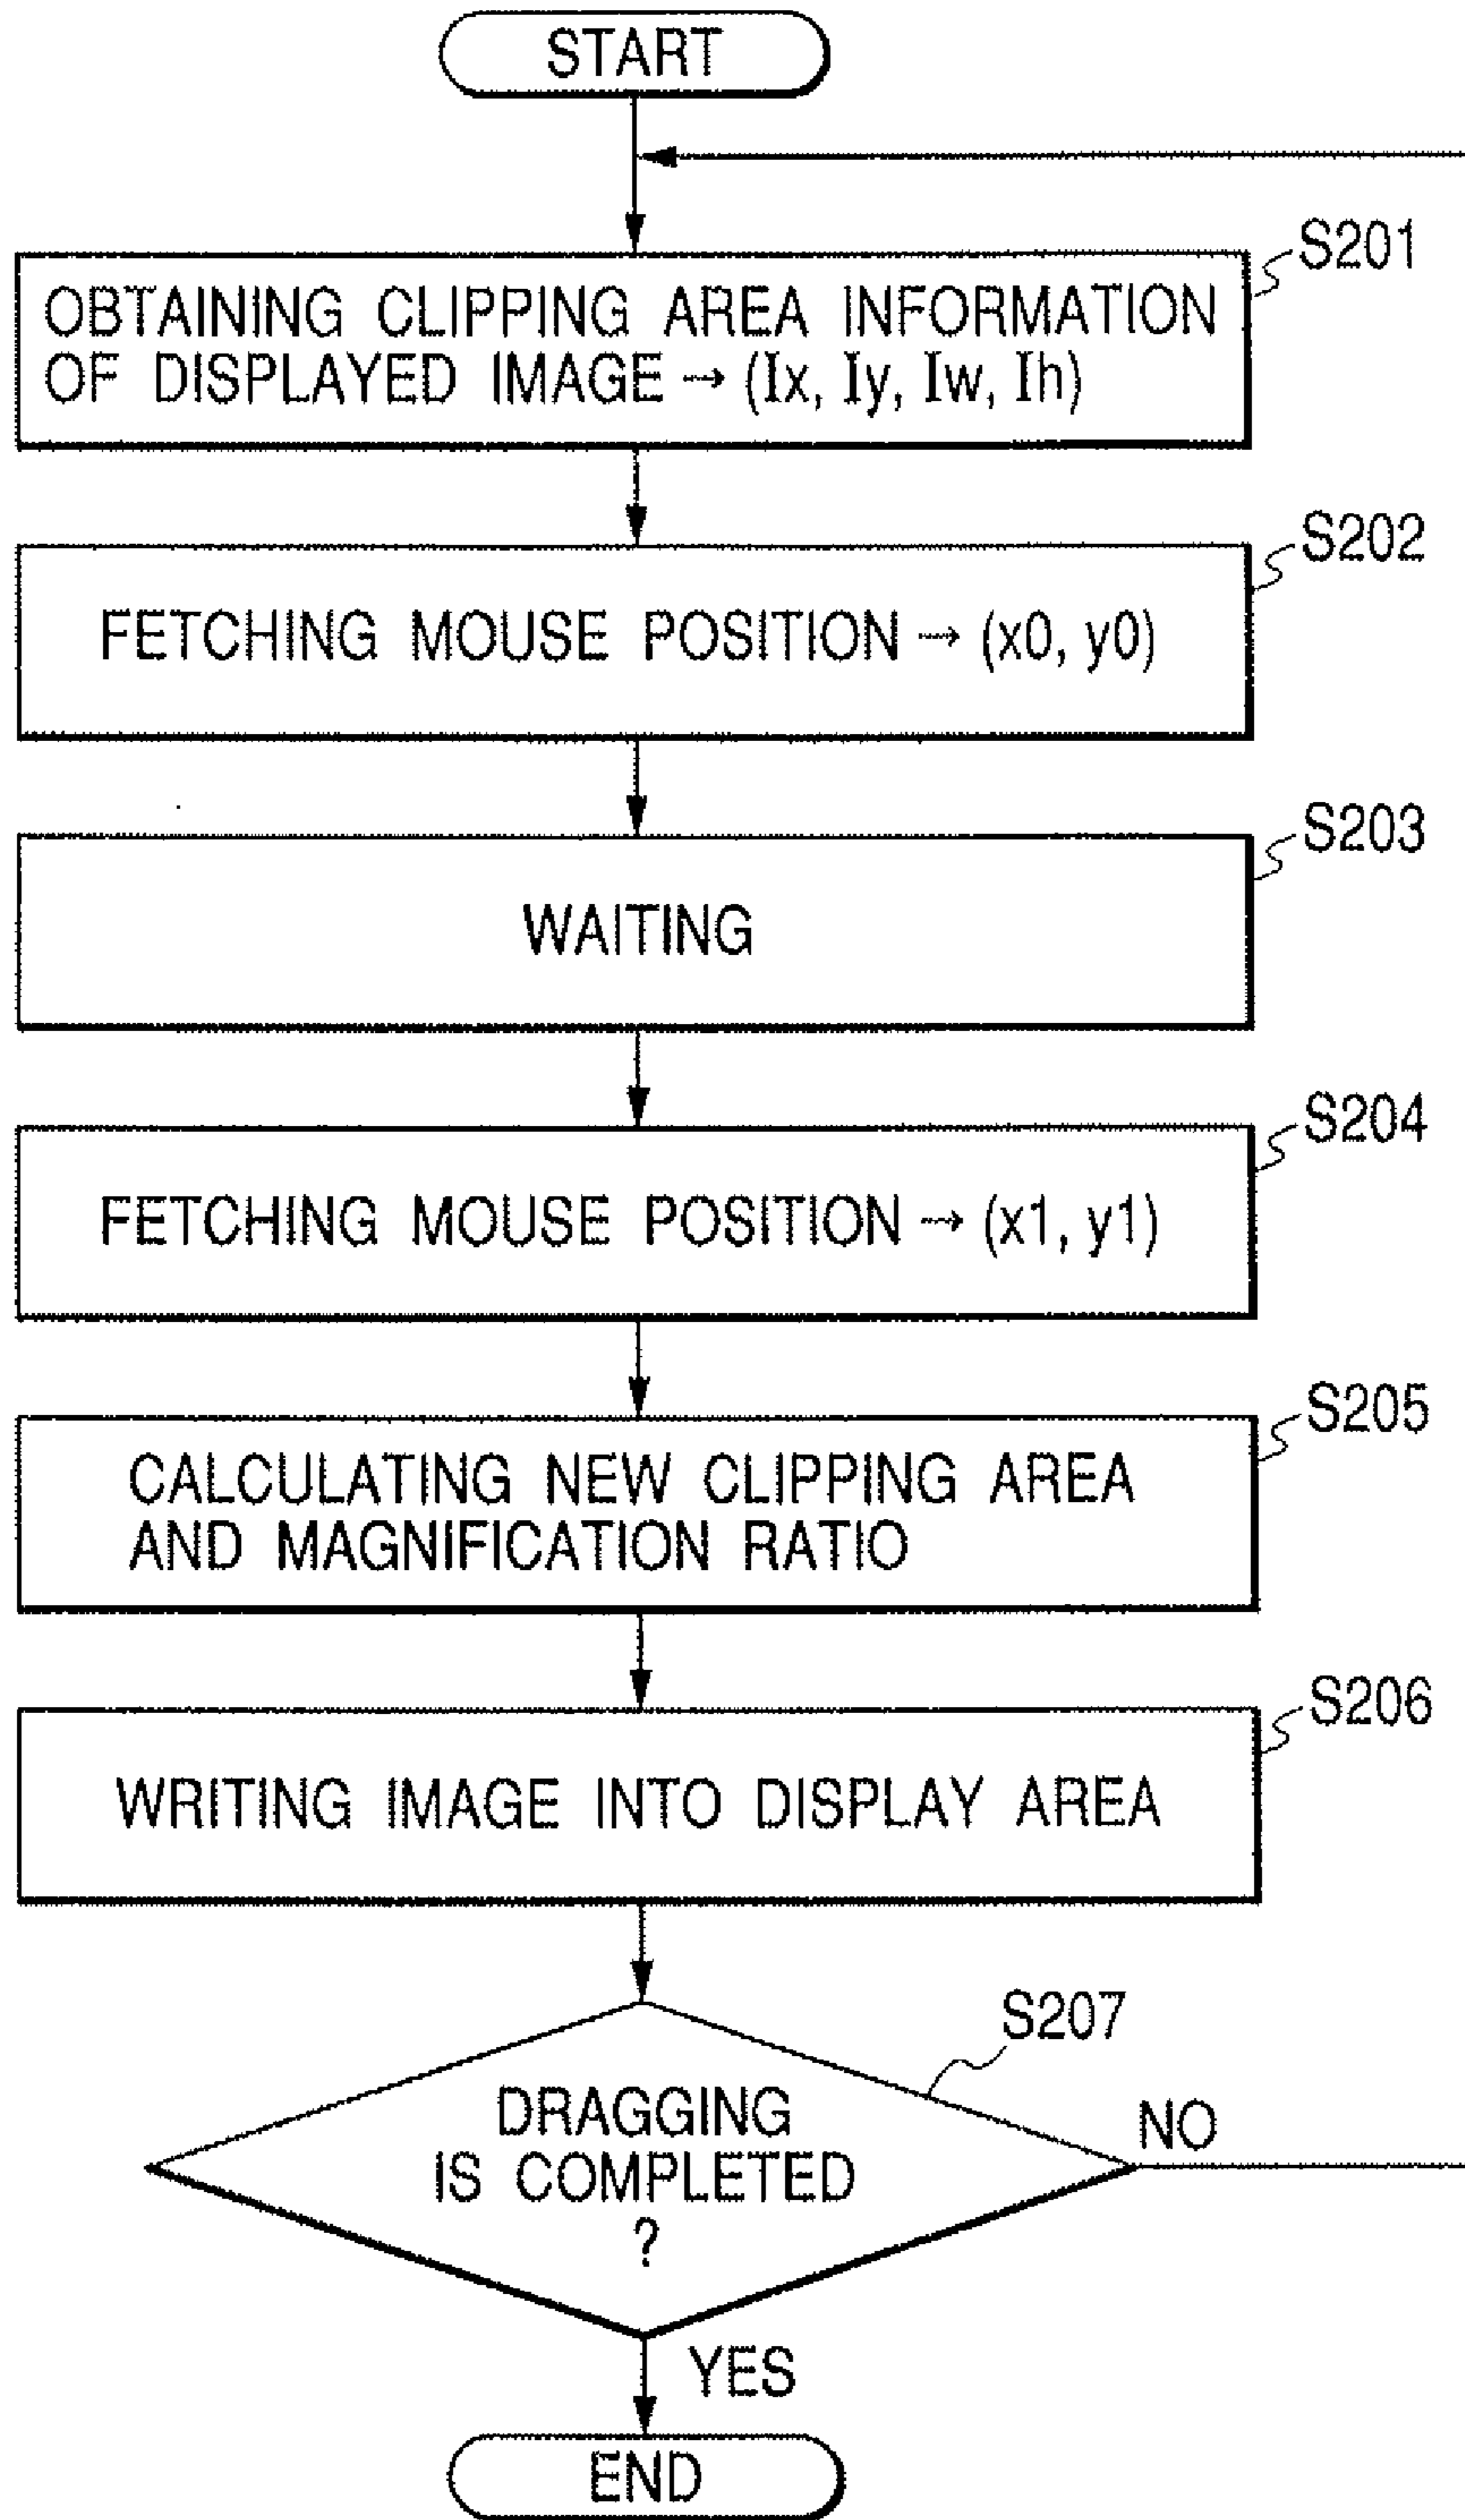 START
S201
OBTAINING CLIPPING AREA INFORMATION
OF DISPLAYED IMAGE → (Ix, Iy, Iw, Ih)
S202
FETCHING MOUSE POSITION → (x0, y0)
S203
WAITING
S204
FETCHING MOUSE POSITION → (x1, y1)
S205
CALCULATING NEW CLIPPING AREA
AND MAGNIFICATION RATIO
S206
WRITING IMAGE INTO DISPLAY AREA
S207
DRAGGING
IS COMPLETED
?
NO
YES
END